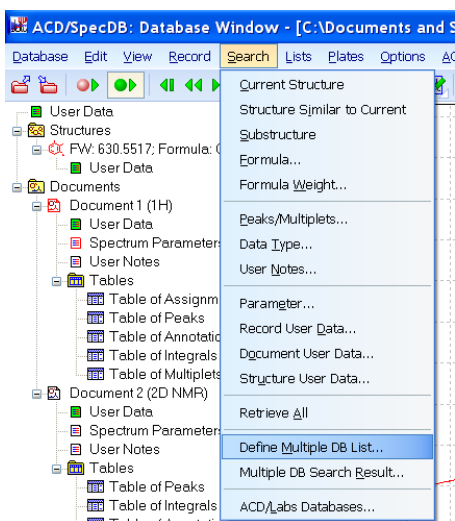 ACD/SpecDB: Database Window - [C:\Documents and S
Database Edit View Record Search Lists Plates Options AC
User Data
Structures
FW: 630.5517; Formula: C
User Data
Documents
Document 1 (1H)
User Data
Spectrum Parameters
User Notes
Tables
Table of Assignm
Table of Peaks
Table of Annotatio
Table of Integrals
Table of Multiplets
Document 2 (2D NMR)
User Data
Spectrum Parameters
User Notes
Tables
Table of Peaks
Table of Integrals
Current Structure
Structure Similar to Current
Substructure
Formula...
Formula Weight...
Peaks/Multiplets...
Data Type...
User Notes...
Parameter...
Record User Data...
Document User Data...
Structure User Data...
Retrieve All
Define Multiple DB List...
Multiple DB Search Result...
ACD/Labs Databases...